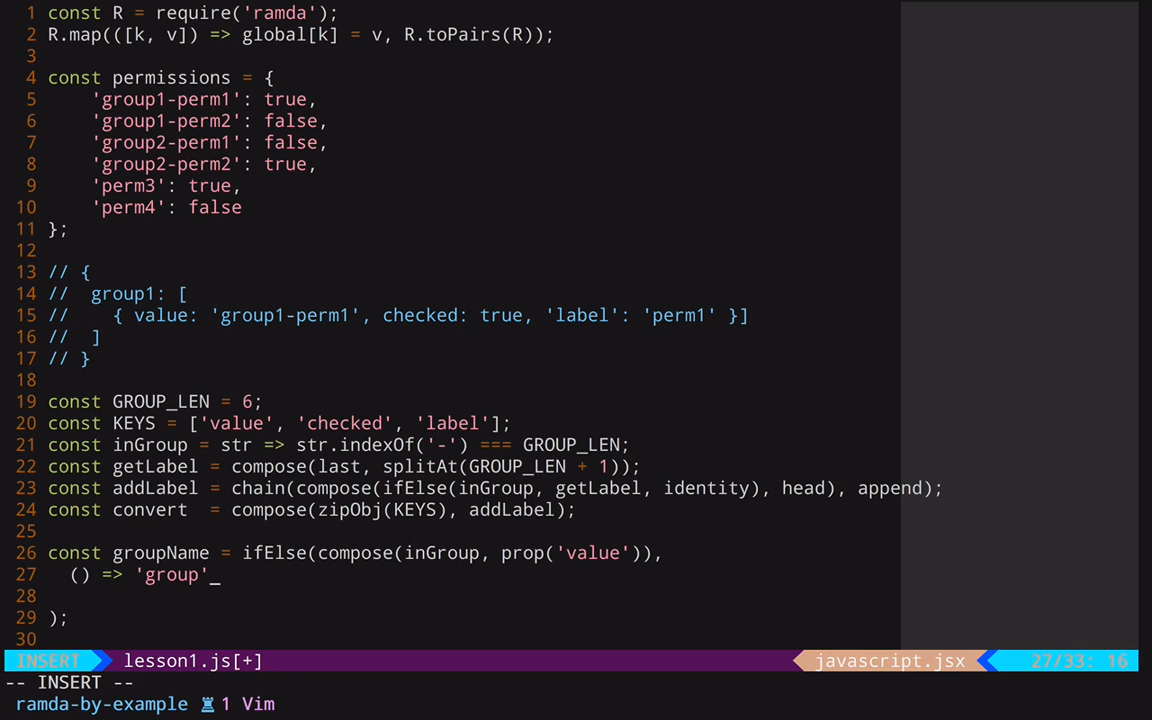 1 const R = require('ramda');
2 R.map(([k, v]) => global[k] = v, R.toPairs(R));
3
4 const permissions = {
5     'group1-perm1': true,
6     'group1-perm2': false,
7     'group2-perm1': false,
8     'group2-perm2': true,
9     'perm3': true,
10     'perm4': false
11 };
12
13 // {
14 //  group1: [
15 //    { value: 'group1-perm1', checked: true, 'label': 'perm1' }]
16 //  ]
17 // }
18
19 const GROUP_LEN = 6;
20 const KEYS = ['value', 'checked', 'label'];
21 const inGroup = str => str.indexOf('-') === GROUP_LEN;
22 const getLabel = compose(last, splitAt(GROUP_LEN + 1));
23 const addLabel = chain(compose(ifElse(inGroup, getLabel, identity), head), append);
24 const convert  = compose(zipObj(KEYS), addLabel);
25
26 const groupName = ifElse(compose(inGroup, prop('value')),
27   () => 'group'_
28
29 );
30
INSERT lesson1.js[+] javascript.jsx 27/33: 16
-- INSERT --
ramda-by-example 1 Vim